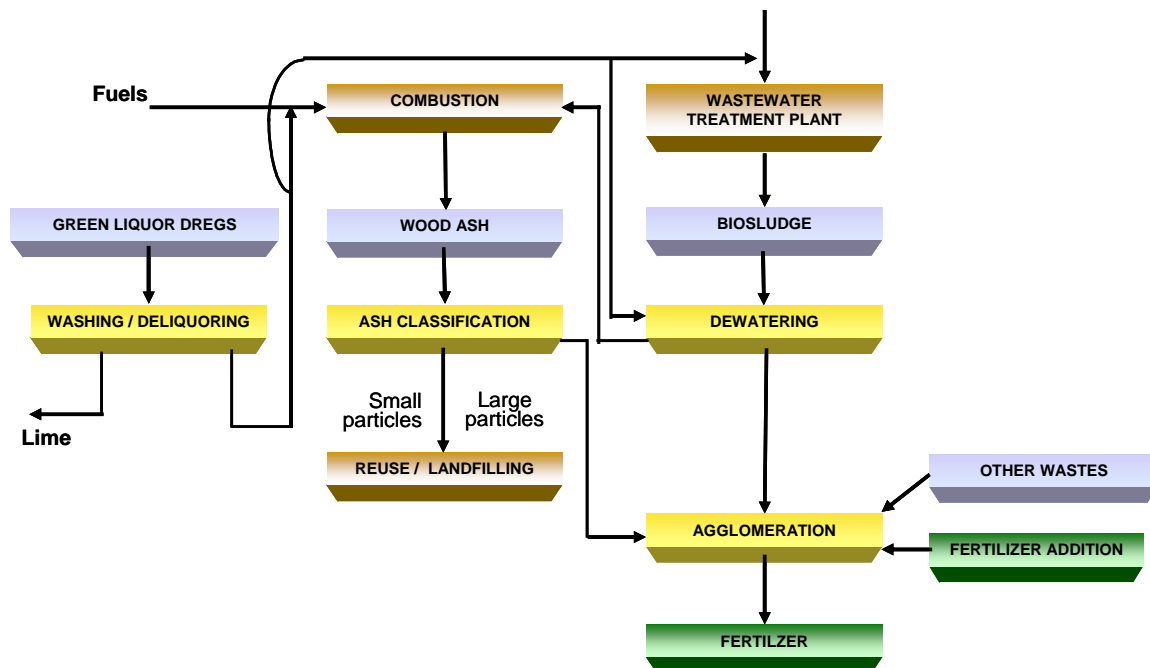 Fuels
COMBUSTION
WASTEWATER
TREATMENT PLANT
GREEN LIQUOR DREGS
WOOD ASH
BIOSLUDGE
WASHING / DELIQUORING
ASH CLASSIFICATION
DEWATERING
Small
particles
Large
particles
Lime
REUSE / LANDFILLING
OTHER WASTES
AGGLOMERATION
FERTILIZER ADDITION
FERTILZER